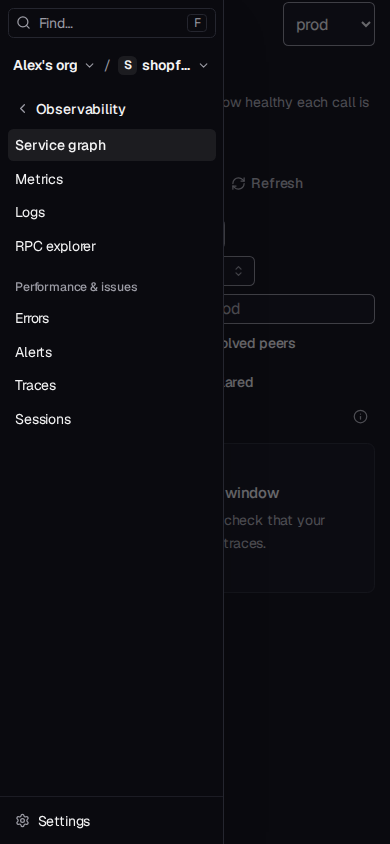 Find...
F
Alex's org / S shopf...
prod
Observability
ow healthy each call is
Service graph
Metrics
Refresh
Logs
RPC explorer
Performance & issues
od
Errors
olved peers
Alerts
Traces
ared
Sessions
window
check that your
traces.
Settings